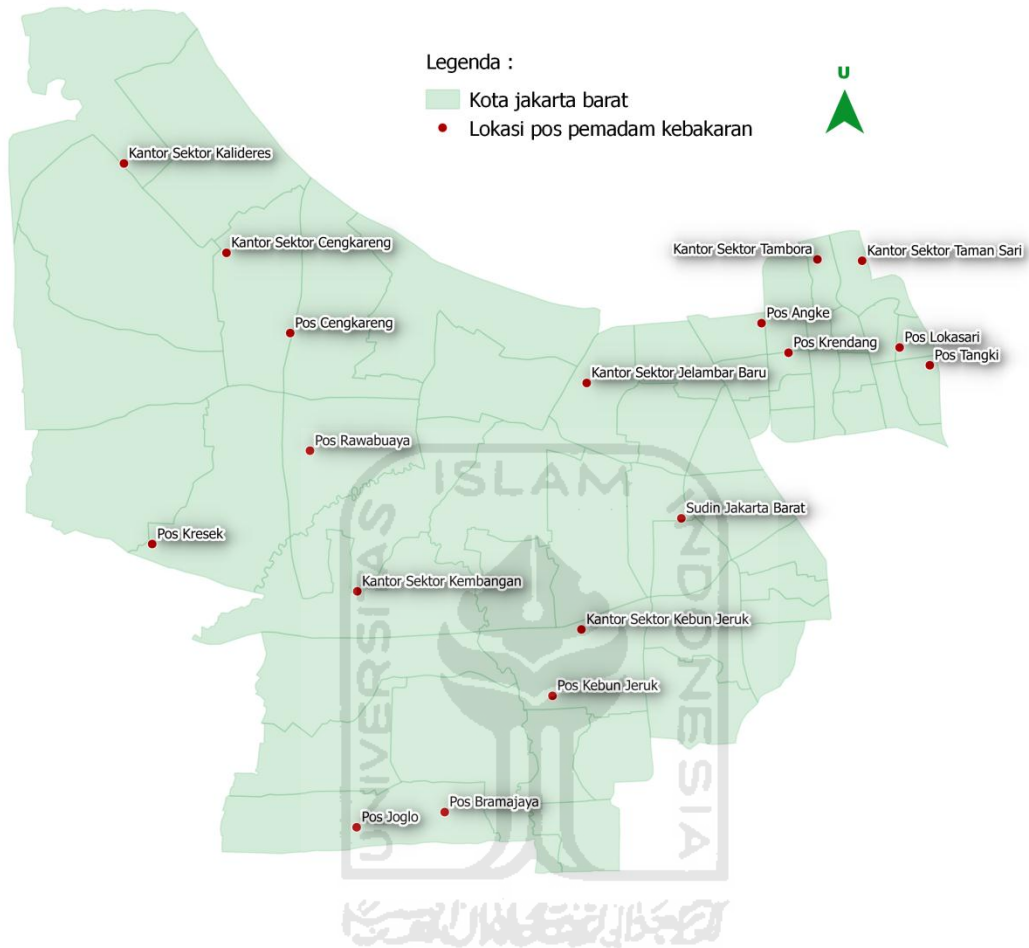 Legenda :
Kota jakarta barat
Lokasi pos pemadam kebakaran
U
Kantor Sektor Kalideres
Kantor Sektor Cengkareng
Kantor Sektor Tambora
Kantor Sektor Taman Sari
Pos Cengkareng
Pos Angke
Pos Krendang
Pos Lokasari
Pos Tangki
Kantor Sektor Jelambar Baru
Pos Rawabuaya
ISLAM
Sudin Jakarta Barat
Pos Kresek
UNIVERSITAS
INDONESIA
Kantor Sektor Kembangan
Kantor Sektor Kebun Jeruk
Pos Kebun Jeruk
Pos Bramajaya
Pos Joglo